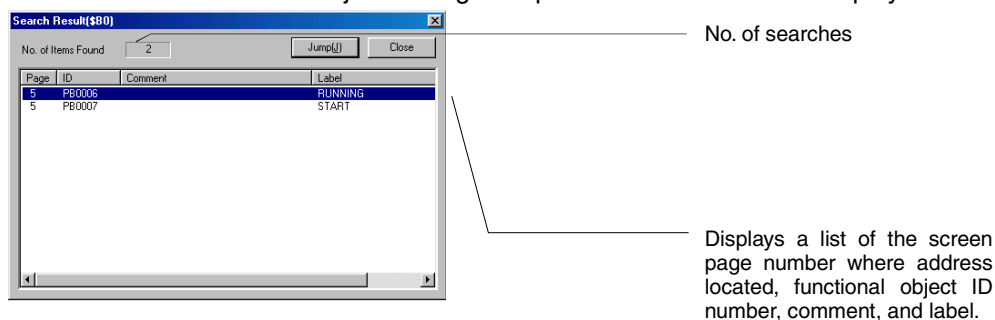 Search Result($B0)
No. of Items Found 2 Jump(J) Close
No. of searches
Page ID Comment Label
5 PB0006 RUNNING
5 PB0007 START
Displays a list of the screen
page number where address
located, functional object ID
number, comment, and label.